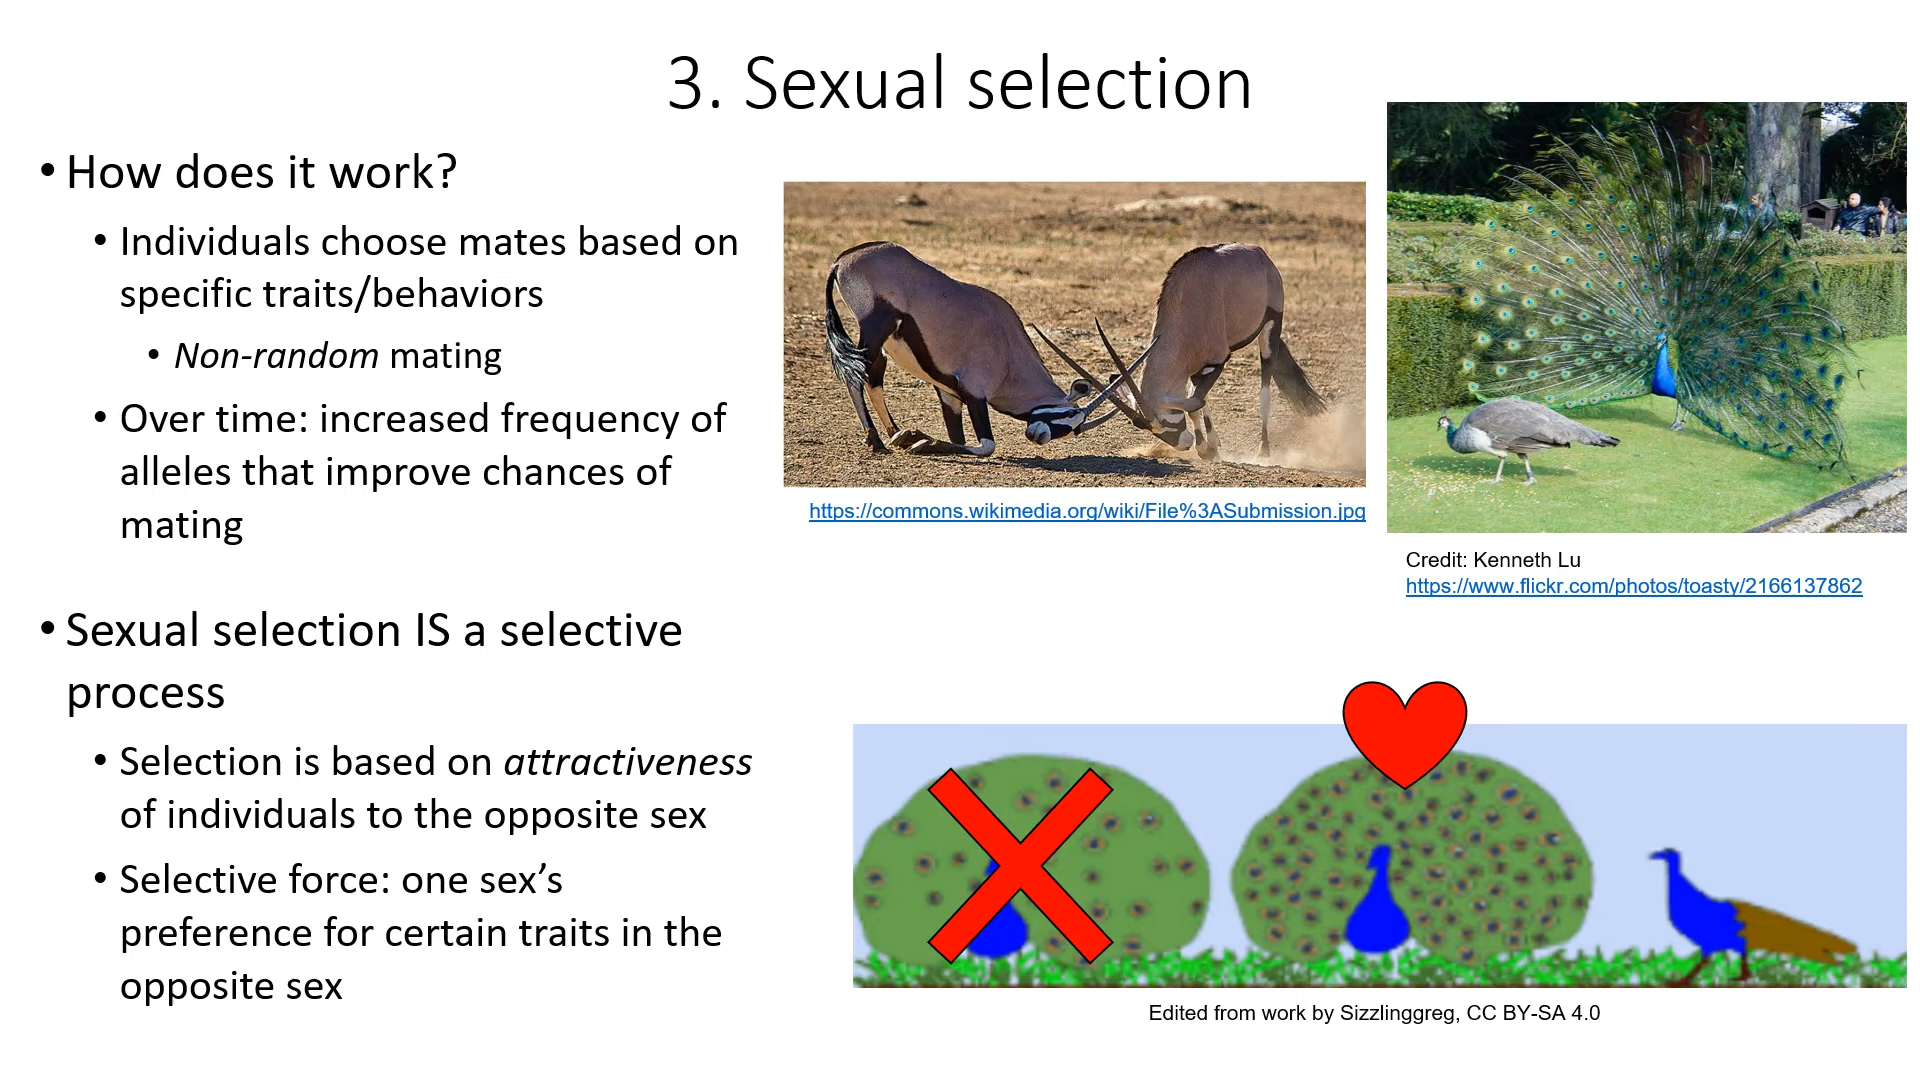 3. Sexual selection
• How does it work?
• Individuals choose mates based on
specific traits/behaviors
• Non-random mating
• Over time: increased frequency of
alleles that improve chances of
mating
• Sexual selection IS a selective
process
• Selection is based on attractiveness
of individuals to the opposite sex
• Selective force: one sex’s
preference for certain traits in the
opposite sex
https://commons.wikimedia.org/wiki/File%3ASubmission.jpg
Credit: Kenneth Lu
https://www.flickr.com/photos/toasty/2166137862
Edited from work by Sizzlinggreg, CC BY-SA 4.0